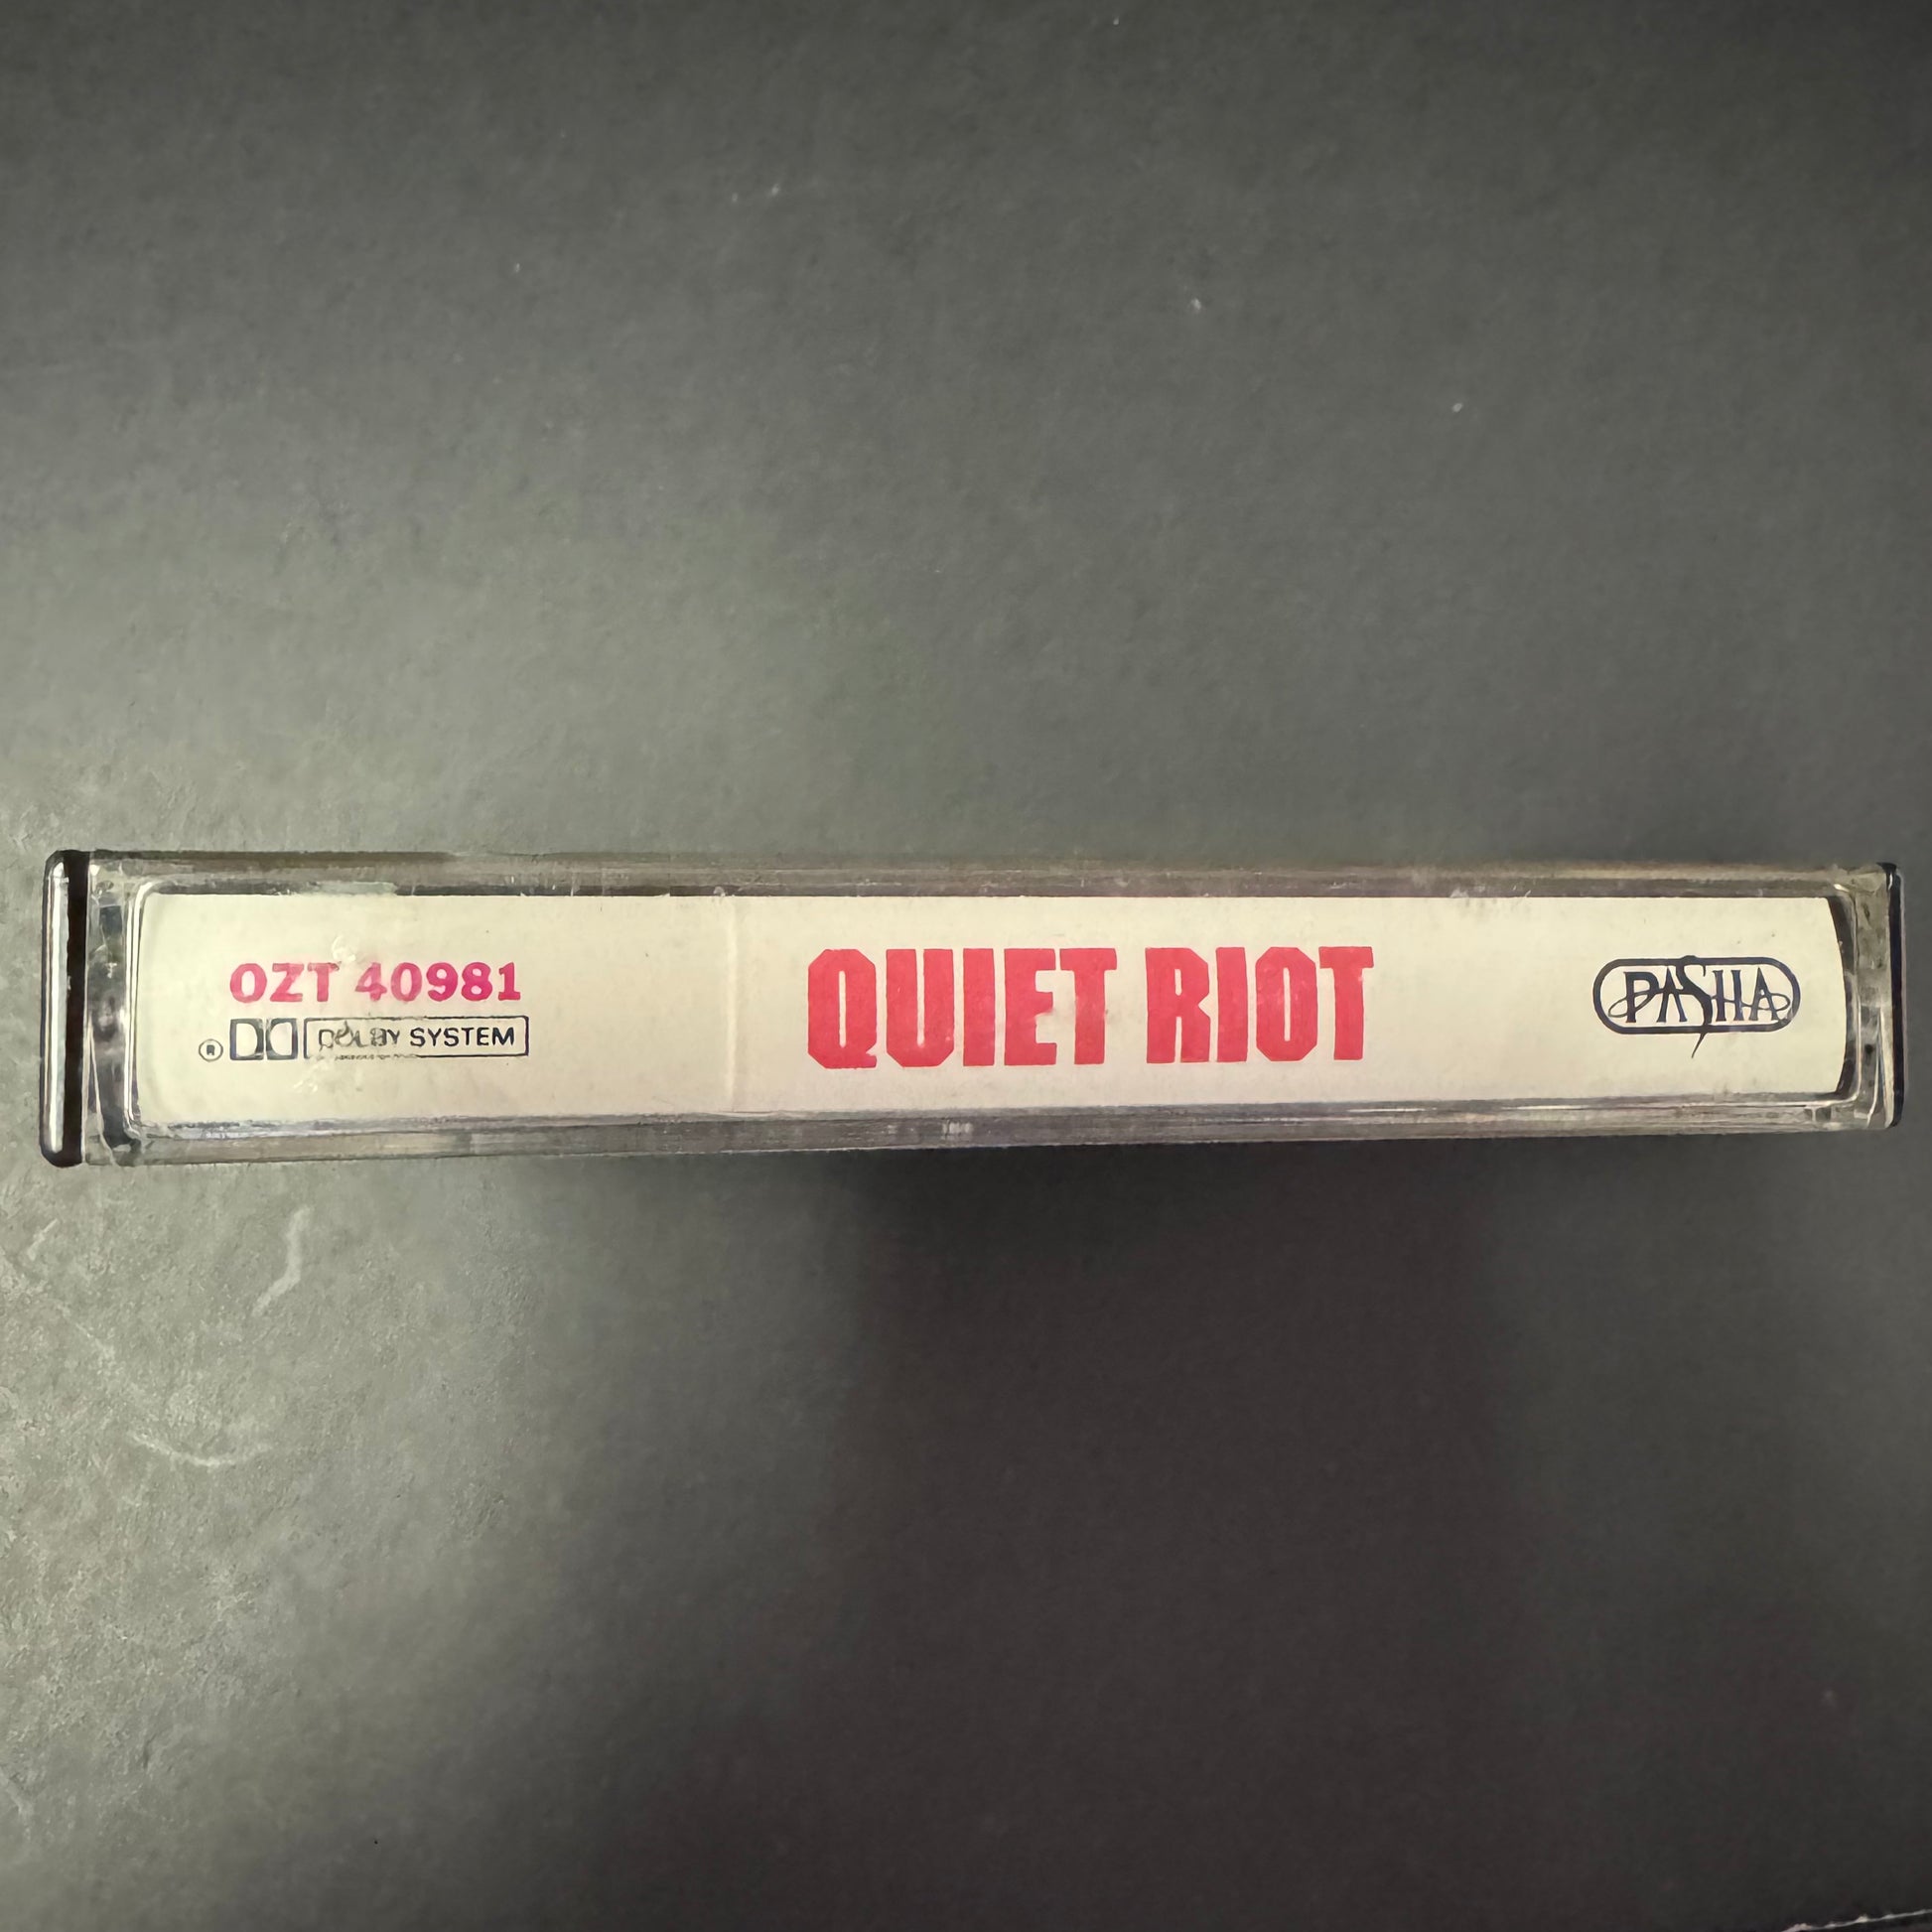 OZT 40981
® DOLBY SYSTEM
QUIET RIOT
PASHA